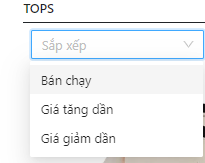 TOPS
Sắp xếp
Bán chạy
Giá tăng dần
Giá giảm dần